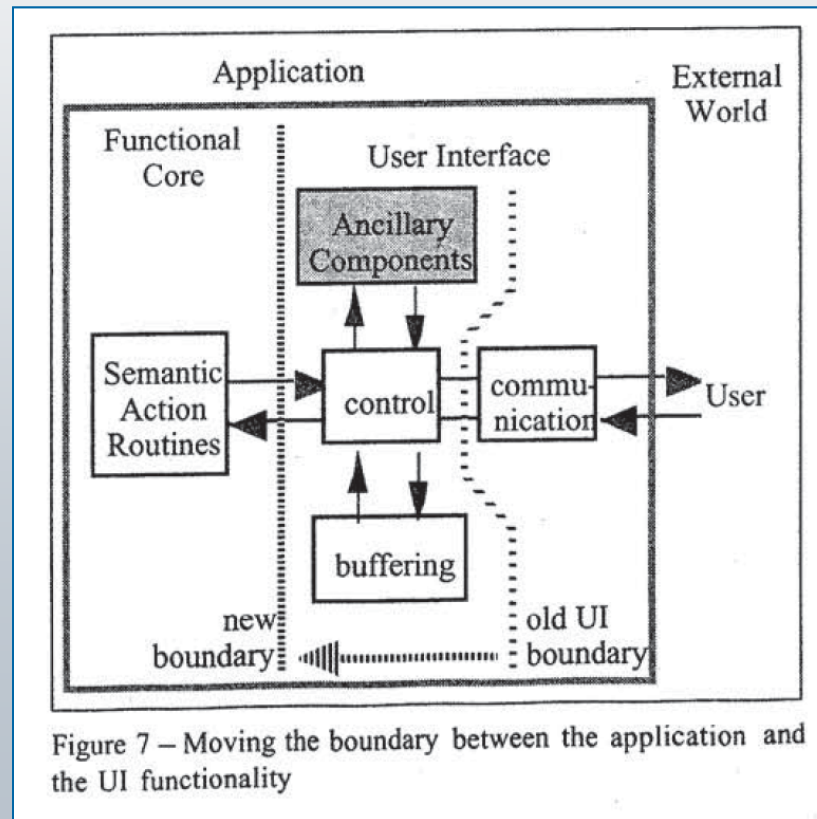 Application
External
World
Functional
Core
User Interface
Ancillary
Components
Semantic
Action
Routines
control
commu-
nication
User
buffering
new
boundary
old UI
boundary
Figure 7 – Moving the boundary between the application and
the UI functionality